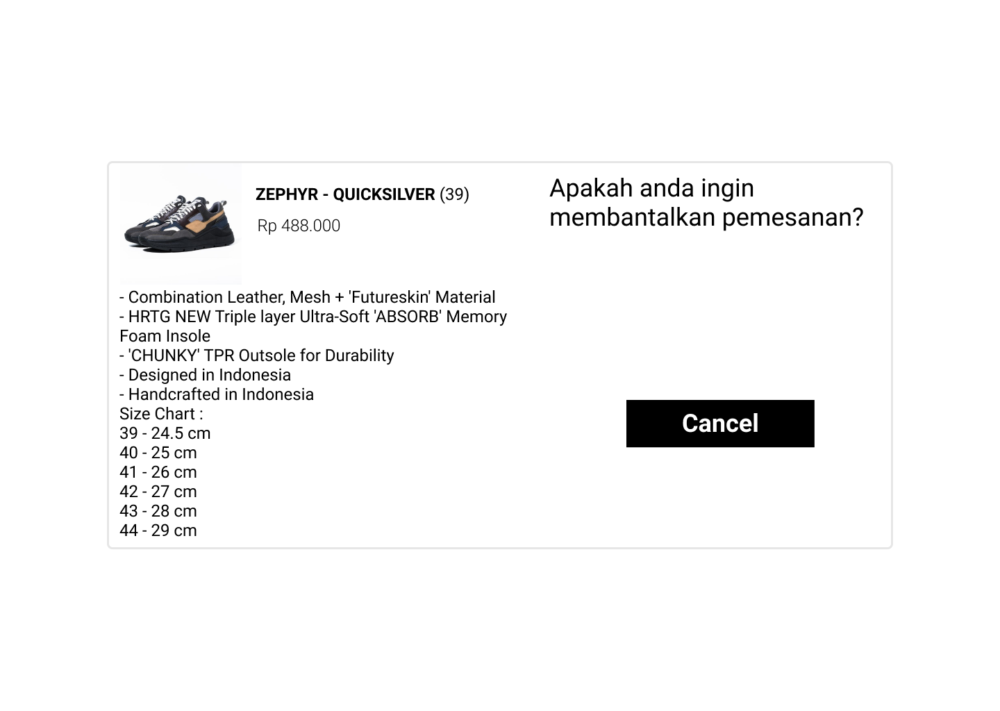 ZEPHYR - QUICKSILVER (39)
Rp 488.000
- Combination Leather, Mesh + 'Futureskin' Material
- HRTG NEW Triple layer Ultra-Soft 'ABSORB' Memory
Foam Insole
- 'CHUNKY' TPR Outsole for Durability
- Designed in Indonesia
- Handcrafted in Indonesia
Size Chart :
39 - 24.5 cm
40 - 25 cm
41 - 26 cm
42 - 27 cm
43 - 28 cm
44 - 29 cm
Apakah anda ingin
membantalkan pemesanan?
Cancel